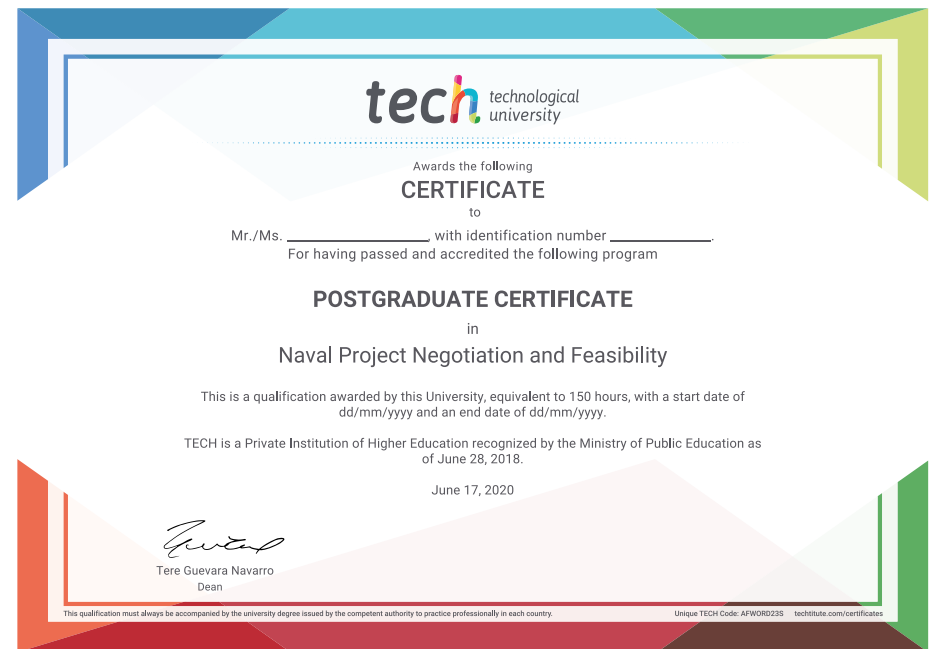 tech technological
university
Awards the following
CERTIFICATE
to
Mr./Ms. ____________________, with identification number ______________.
For having passed and accredited the following program
POSTGRADUATE CERTIFICATE
in
Naval Project Negotiation and Feasibility
This is a qualification awarded by this University, equivalent to 150 hours, with a start date of
dd/mm/yyyy and an end date of dd/mm/yyyy.
TECH is a Private Institution of Higher Education recognized by the Ministry of Public Education as
of June 28, 2018.
June 17, 2020
Tere Guevara Navarro
Dean
This qualification must always be accompanied by the university degree issued by the competent authority to practice professionally in each country. Unique TECH Code: AFWORD23S techtitute.com/certificates